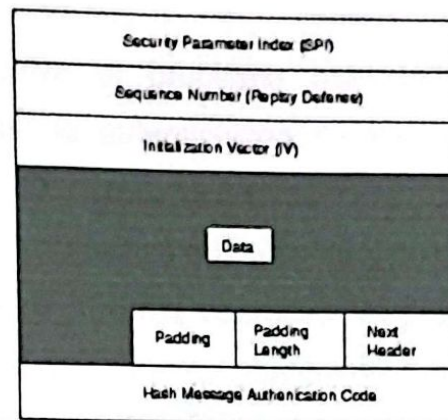 Security Parameter Index (SPI)
Sequence Number (Replay Defense)
Initialization Vector (IV)
Data
Padding
Padding
Length
Next
Header
Hash Message Authentication Code